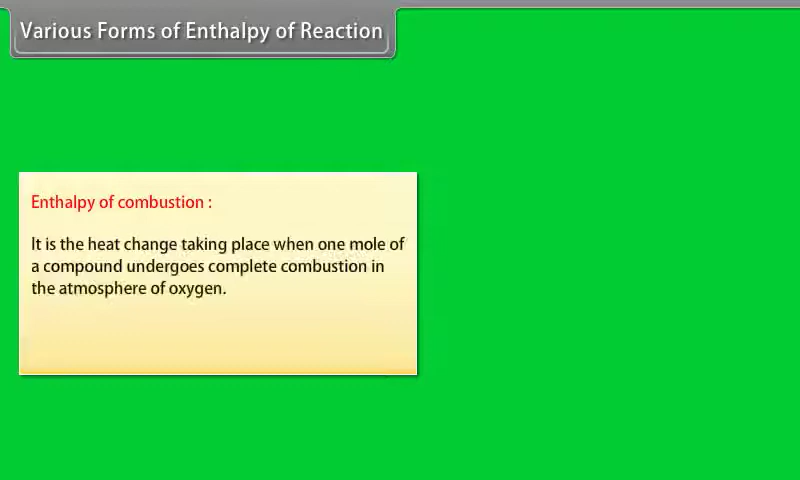 Various Forms of Enthalpy of Reaction
Enthalpy of combustion :
It is the heat change taking place when one mole of
a compound undergoes complete combustion in
the atmosphere of oxygen.